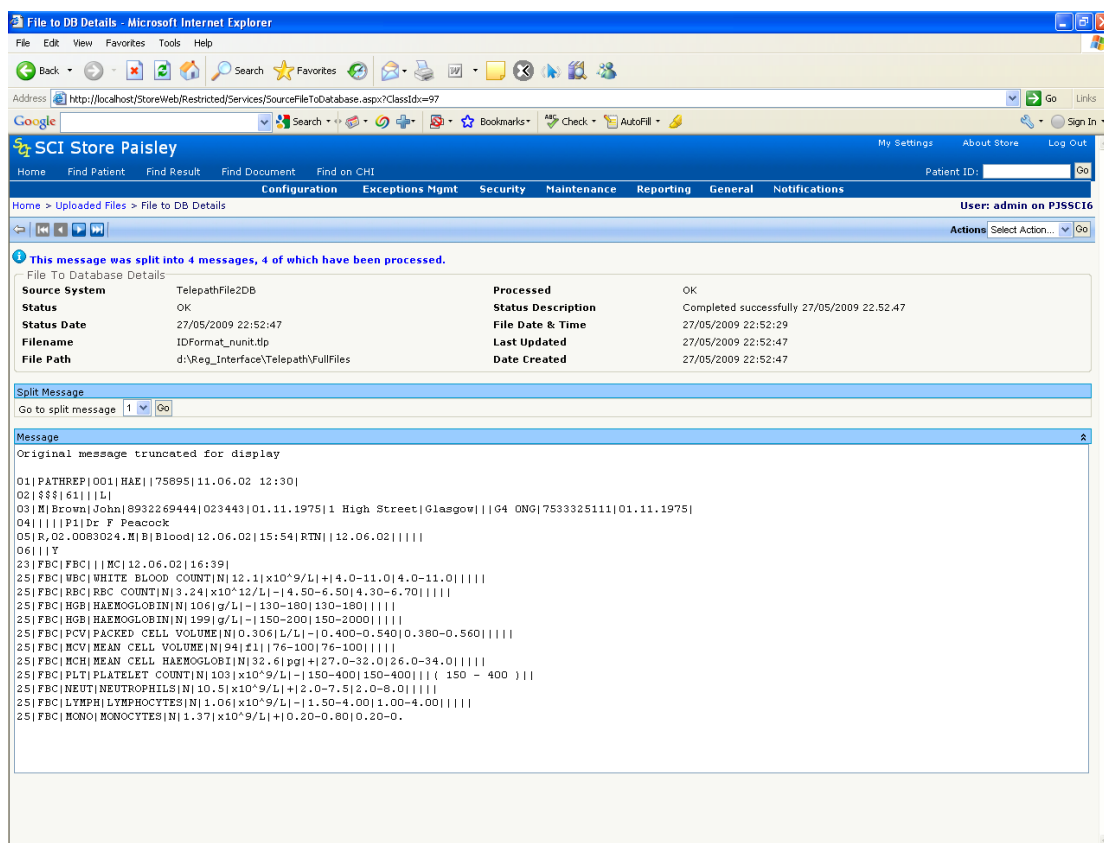 File to DB Details - Microsoft Internet Explorer
File Edit View Favorites Tools Help
Back Search Favorites
Address http://localhost/StoreWeb/Restricted/Services/SourceFileToDatabase.aspx?ClassIdx=97 Go Links
Google Search Bookmarks ABC Check AutoFill Sign In
SCI Store Paisley My Settings About Store Log Out
Home Find Patient Find Result Find Document Find on CHI Patient ID: Go
Configuration Exceptions Mgmt Security Maintenance Reporting General Notifications
Home > Uploaded Files > File to DB Details User: admin on PJSSCI6
Actions Select Action... Go
This message was split into 4 messages, 4 of which have been processed.
File To Database Details
Source System TelepathFile2DB Processed OK
Status OK Status Description Completed successfully 27/05/2009 22.52.47
Status Date 27/05/2009 22:52:47 File Date & Time 27/05/2009 22:52:29
Filename IDFormat_nunit.tlp Last Updated 27/05/2009 22:52:47
File Path d:\Reg_Interface\Telepath\FullFiles Date Created 27/05/2009 22:52:47
Split Message
Go to split message 1 Go
Message
Original message truncated for display
01|PATHREP|001|HAE||75895|11.06.02 12:30|
02|$$$|61|||L|
03|M|Brown|John|8932269444|023443|01.11.1975|1 High Street|Glasgow|||G4 ONG|7533325111|01.11.1975|
04|||||P1|Dr F Peacock
05|R,02.0083024.M|B|Blood|12.06.02|15:54|RTN||12.06.02|||||
06|||Y
23|FBC|FBC|||MC|12.06.02|16:39|
25|FBC|WBC|WHITE BLOOD COUNT|N|12.1|x10^9/L|+|4.0-11.0|4.0-11.0|||||
25|FBC|RBC|RBC COUNT|N|3.24|x10^12/L|-|4.50-6.50|4.30-6.70|||||
25|FBC|HGB|HAEMOGLOBIN|N|106|g/L|-|130-180|130-180|||||
25|FBC|HGB|HAEMOGLOBIN|N|199|g/L|-|150-200|150-2000|||||
25|FBC|PCV|PACKED CELL VOLUME|N|0.306|L/L|-|0.400-0.540|0.380-0.560|||||
25|FBC|MCV|MEAN CELL VOLUME|N|94|fl||76-100|76-100|||||
25|FBC|MCH|MEAN CELL HAEMOGLOBI|N|32.6|pg|+|27.0-32.0|26.0-34.0|||||
25|FBC|PLT|PLATELET COUNT|N|103|x10^9/L|-|150-400|150-400|||( 150 - 400 )||
25|FBC|NEUT|NEUTROPHILS|N|10.5|x10^9/L|+|2.0-7.5|2.0-8.0|||||
25|FBC|LYMPH|LYMPHOCYTES|N|1.06|x10^9/L|-|1.50-4.00|1.00-4.00|||||
25|FBC|MONO|MONOCYTES|N|1.37|x10^9/L|+|0.20-0.80|0.20-0.